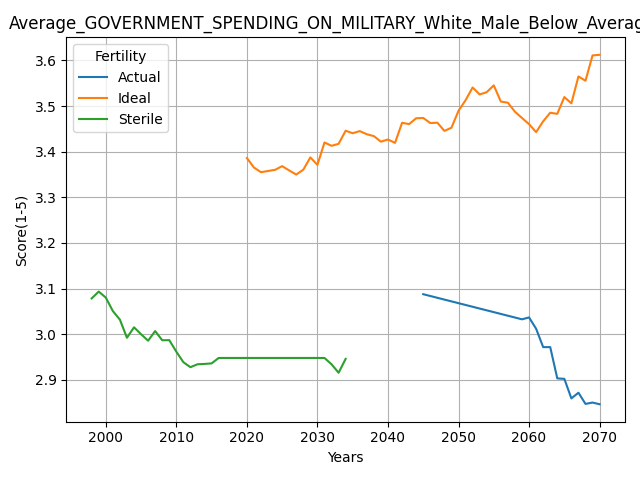 Average_GOVERNMENT_SPENDING_ON_MILITARY_White_Male_Below_Averag
Fertility
Actual
Ideal
Sterile
Score(1-5)
3.6
3.5
3.4
3.3
3.2
3.1
3.0
2.9
2000 2010 2020 2030 2040 2050 2060 2070
Years